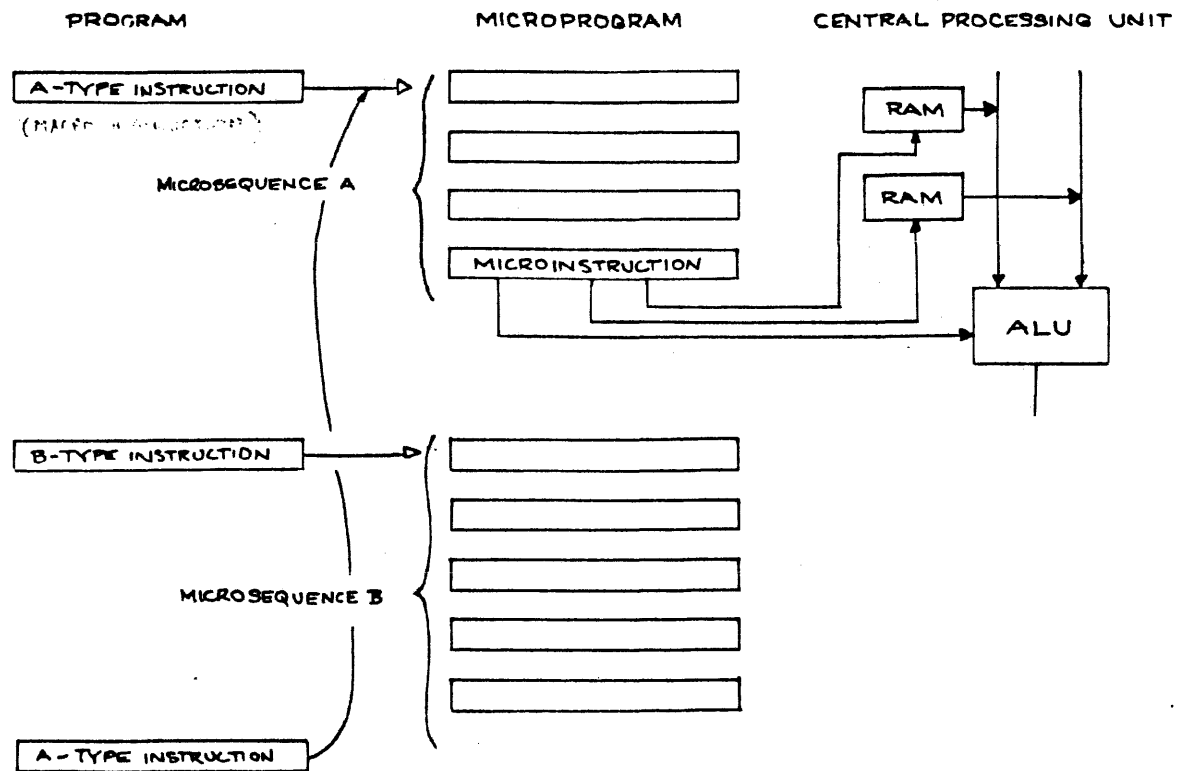 PROGRAM
MICROPROGRAM
CENTRAL PROCESSING UNIT
A-TYPE INSTRUCTION
MICROSEQUENCE A
MICROINSTRUCTION
RAM
RAM
ALU
B-TYPE INSTRUCTION
MICROSEQUENCE B
A-TYPE INSTRUCTION